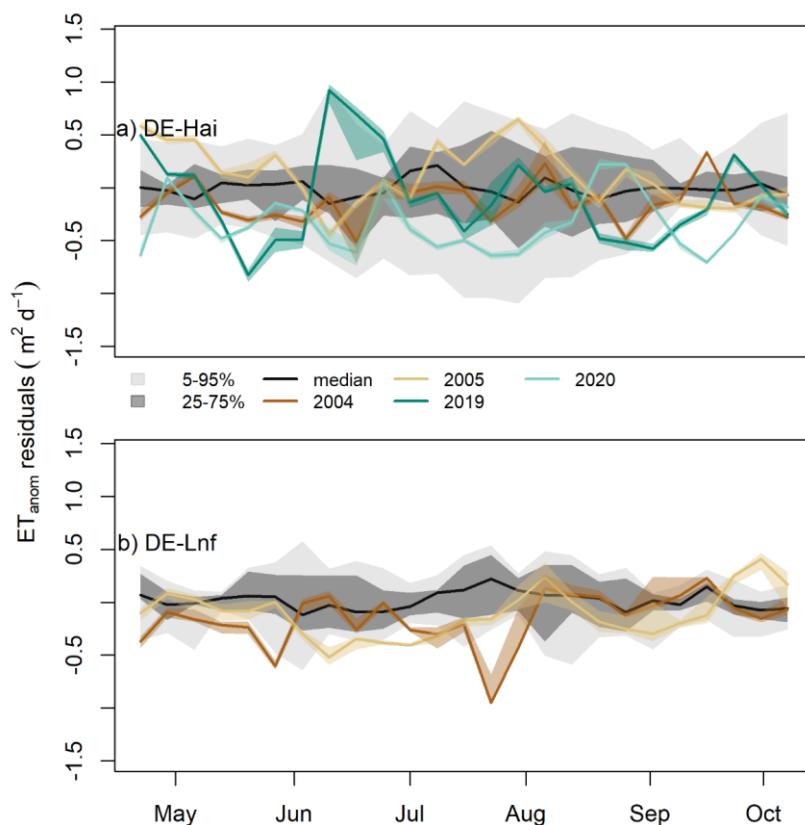 1.5
1.0
0.5
-0.5
-1.5
a) DE-Hai
5-95% median 2005 2020
25-75% 2004 2019
ETanom residuals ( m² d⁻¹)
1.5
1.0
0.5
-0.5
-1.5
b) DE-Lnf
May Jun Jul Aug Sep Oct